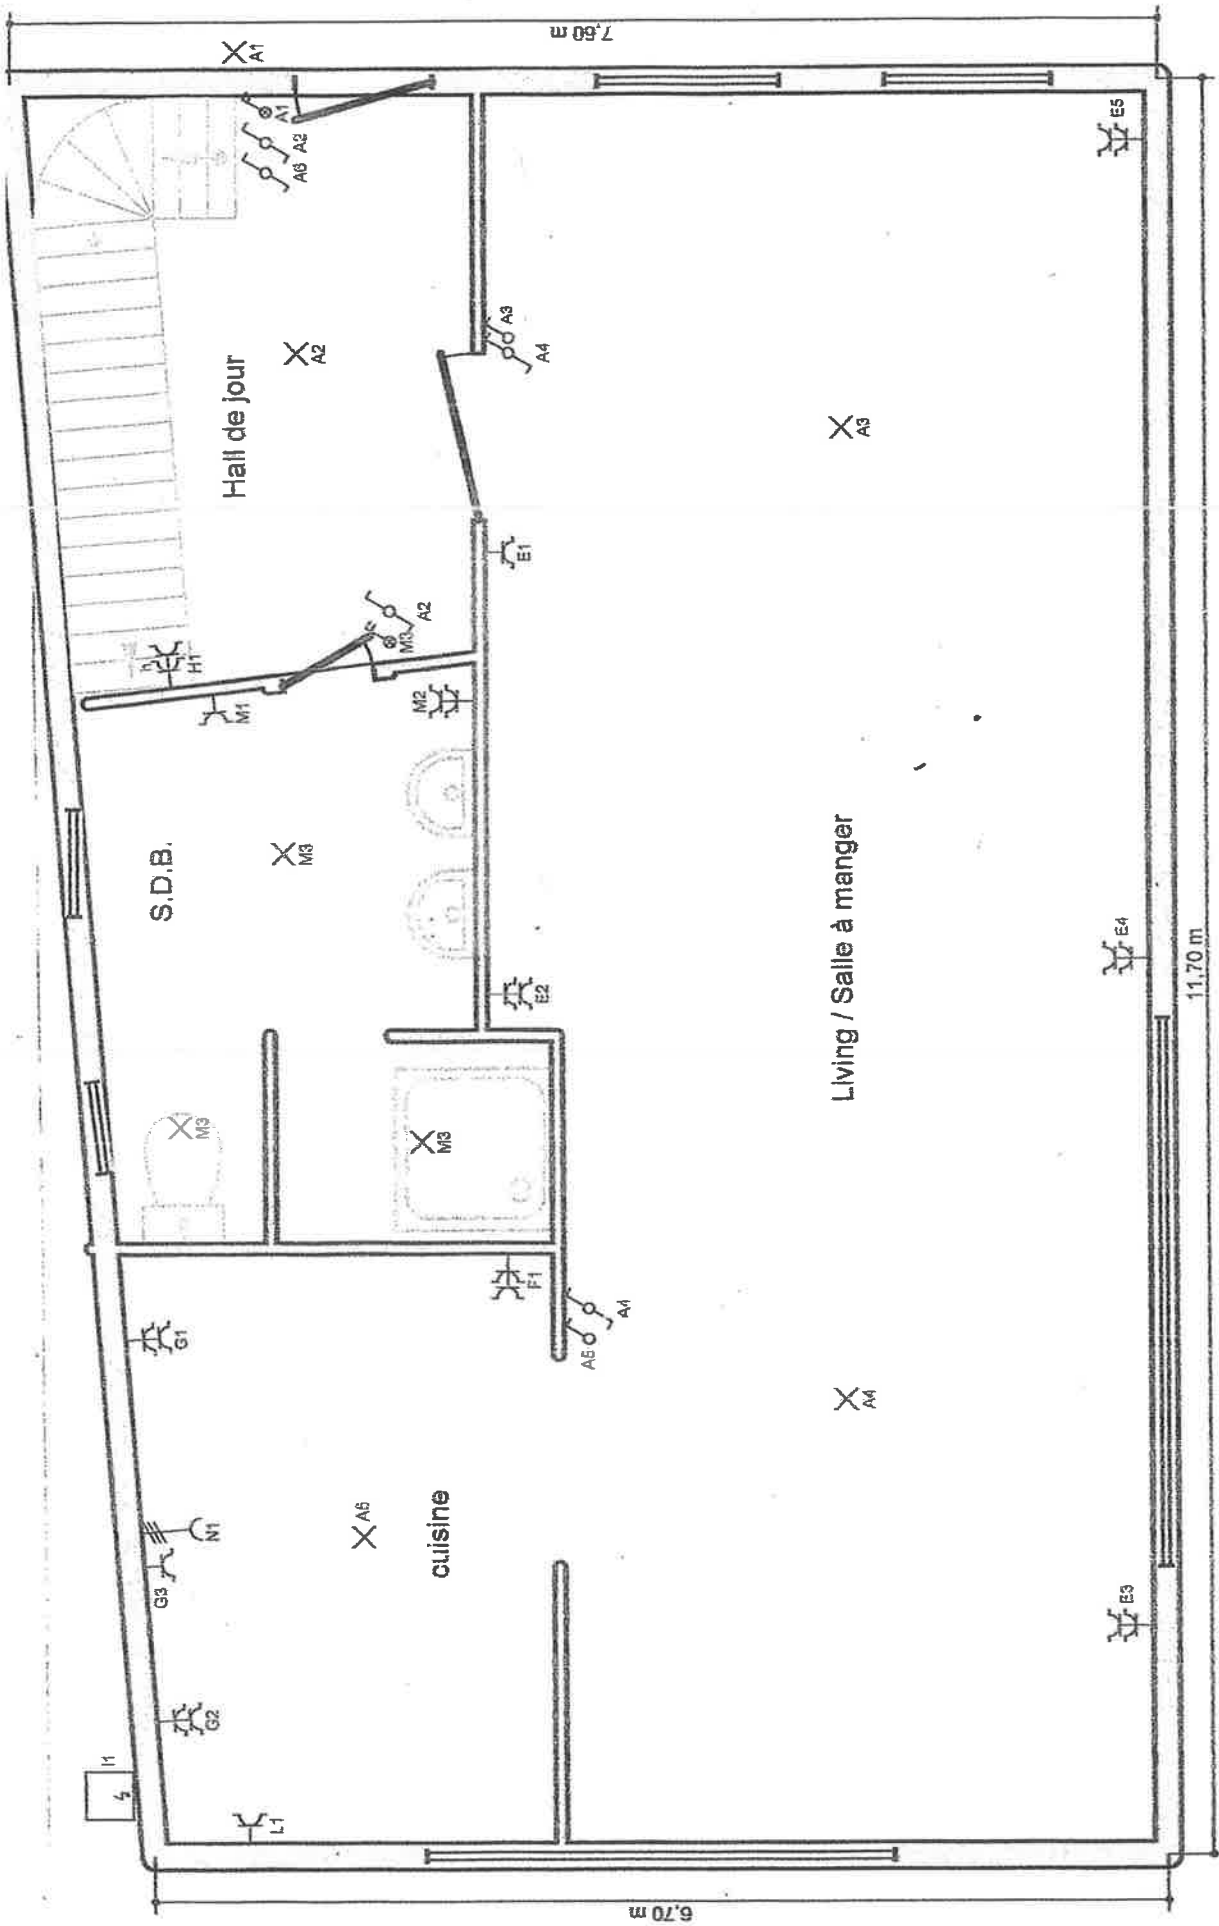 7,60 m
A1
A1
A2
A6
E5
Hall de jour
A2
A3
A4
A3
E1
A2
M3
H1
M1
M2
S.D.B.
M3
Living / Salle à manger
E2
E4
11,70 m
M3
M3
F1
G1
A4
A5
A4
cuisine
A5
N1
G3
G2
E3
I1
L1
6,70 m